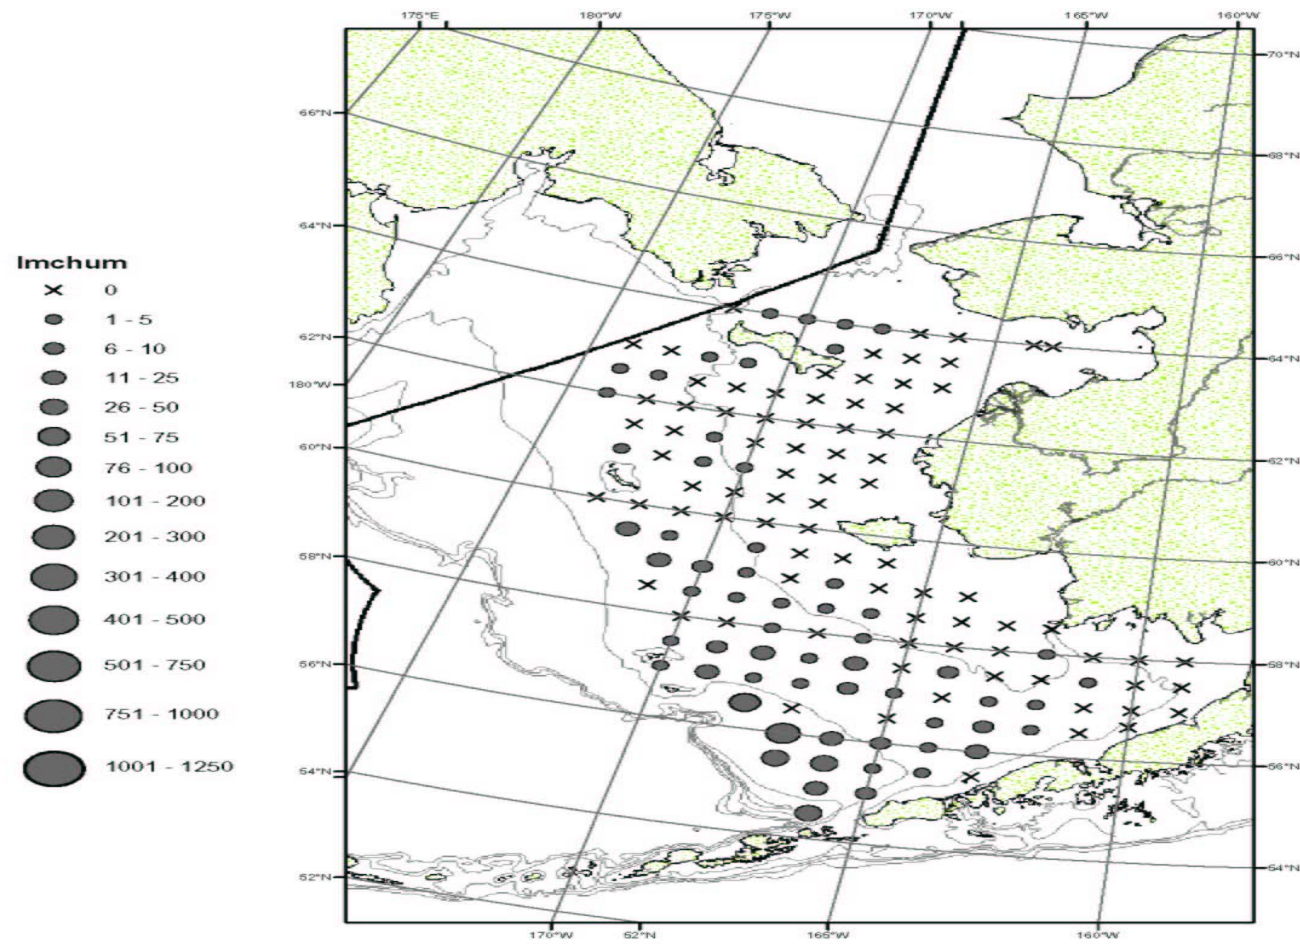 175°E 180°W 175°W 170°W 165°W 160°W
70°N
66°N
68°N
64°N
66°N
Imchum
× 0
1 - 5
62°N
6 - 10
64°N
11 - 25
180°W
26 - 50
51 - 75
60°N
62°N
76 - 100
101 - 200
201 - 300
58°N
60°N
301 - 400
401 - 500
501 - 750
56°N
58°N
751 - 1000
1001 - 1250
54°N
56°N
52°N
54°N
170°W 52°N 165°W 160°W